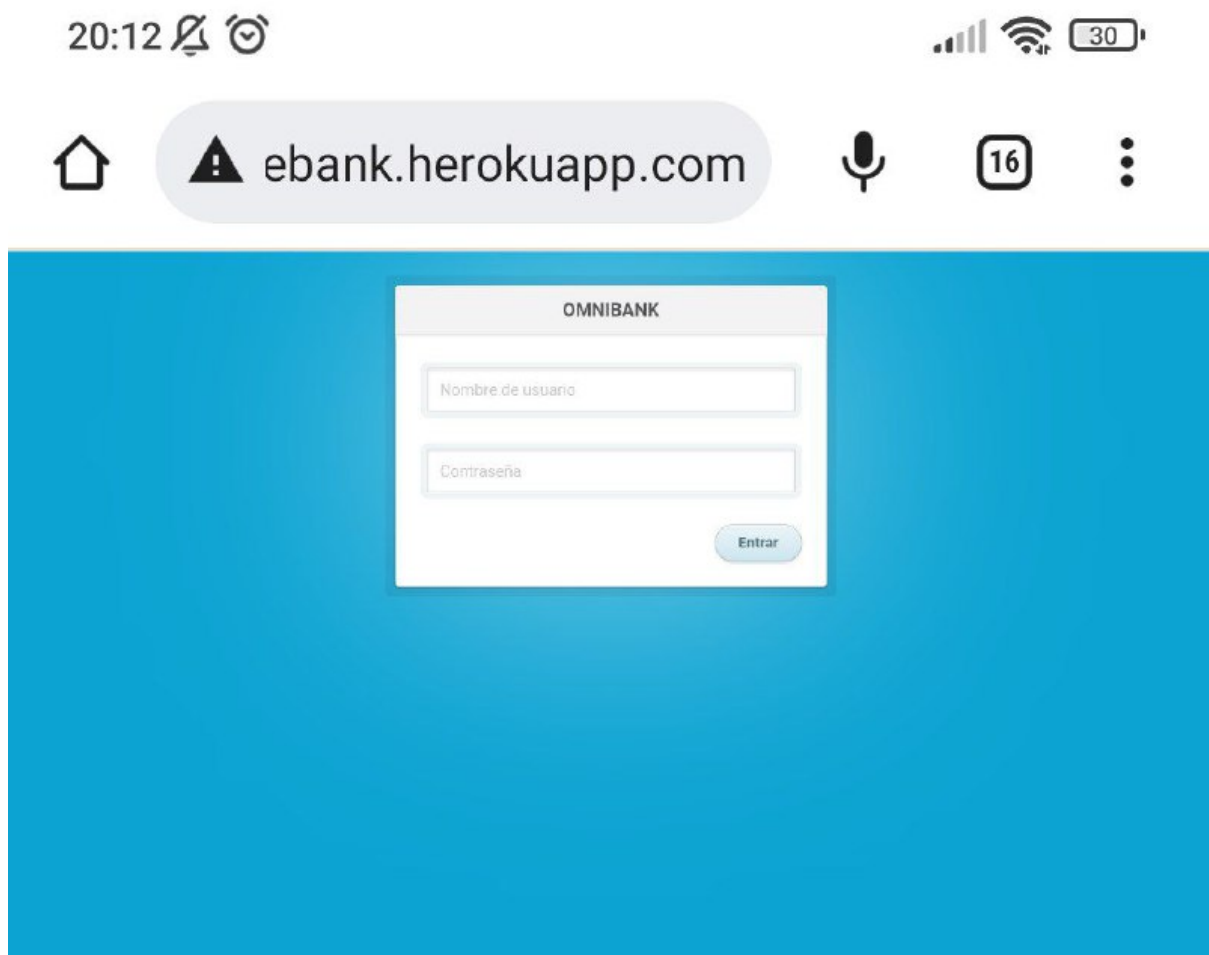 20:12
30
ebank.herokuapp.com
16
OMNIBANK
Nombre de usuario
Contraseña
Entrar